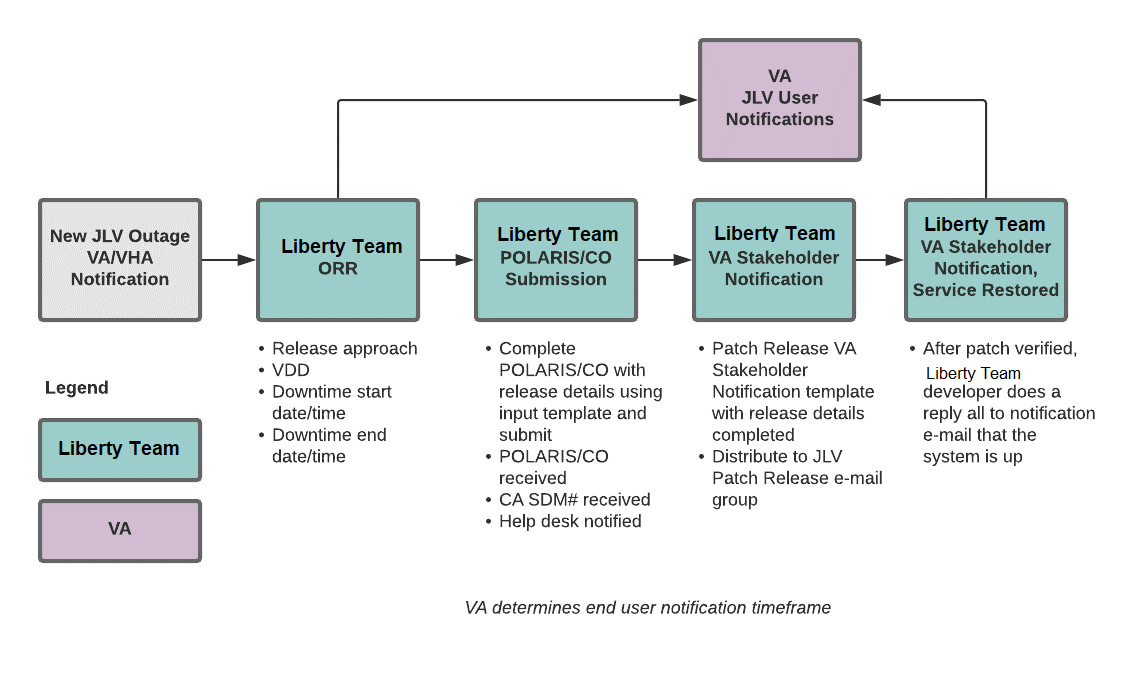 VA
JLV User
Notifications
New JLV Outage
VA/VHA
Notification
Liberty Team
ORR
Liberty Team
POLARIS/CO
Submission
Liberty Team
VA Stakeholder
Notification
Liberty Team
VA Stakeholder
Notification,
Service Restored
• Release approach
• VDD
• Downtime start
date/time
• Downtime end
date/time
• Complete
POLARIS/CO with
release details using
input template and
submit
• POLARIS/CO
received
• CA SDM# received
• Help desk notified
• Patch Release VA
Stakeholder
Notification template
with release details
completed
• Distribute to JLV
Patch Release e-mail
group
• After patch verified,
Liberty Team
developer does a
reply all to notification
e-mail that the
system is up
Legend
Liberty Team
VA
VA determines end user notification timeframe